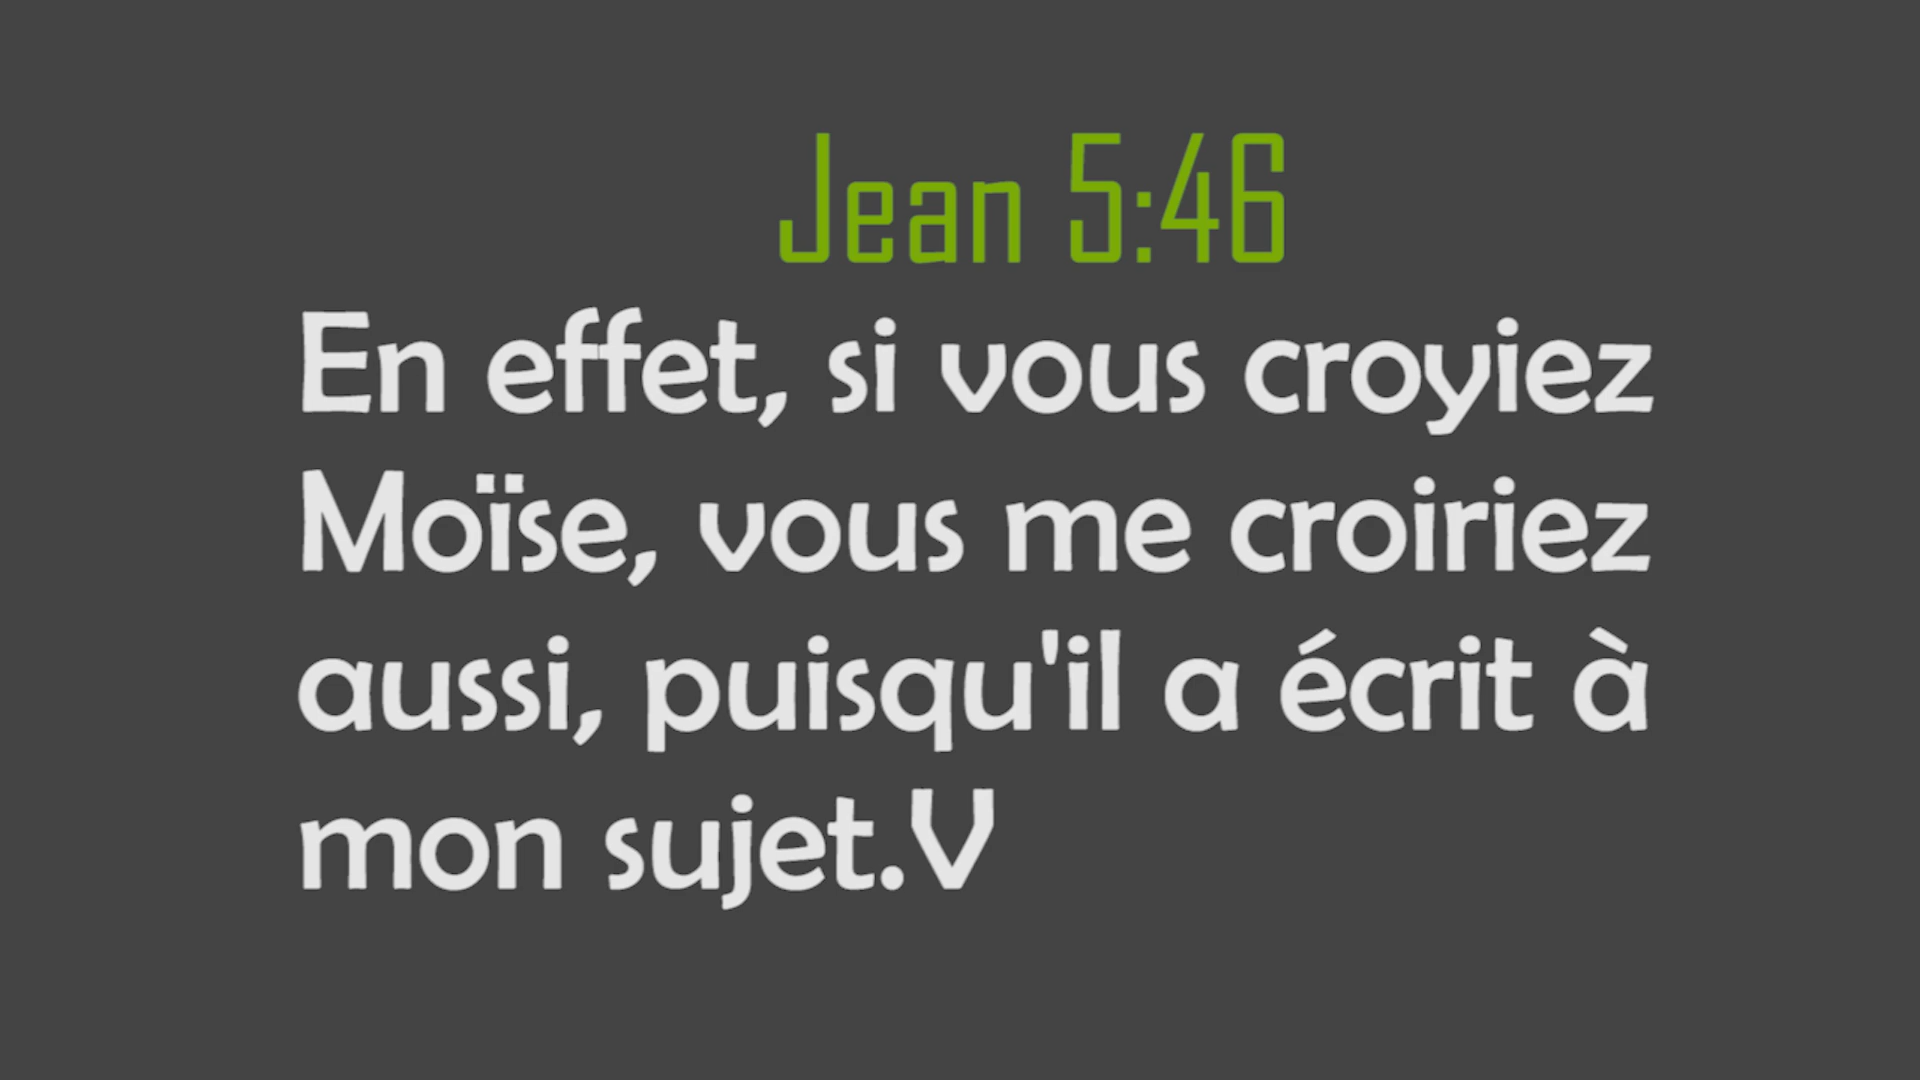 Jean 5:46
En effet, si vous croyiez
Moïse, vous me croiriez
aussi, puisqu'il a écrit à
mon sujet.V